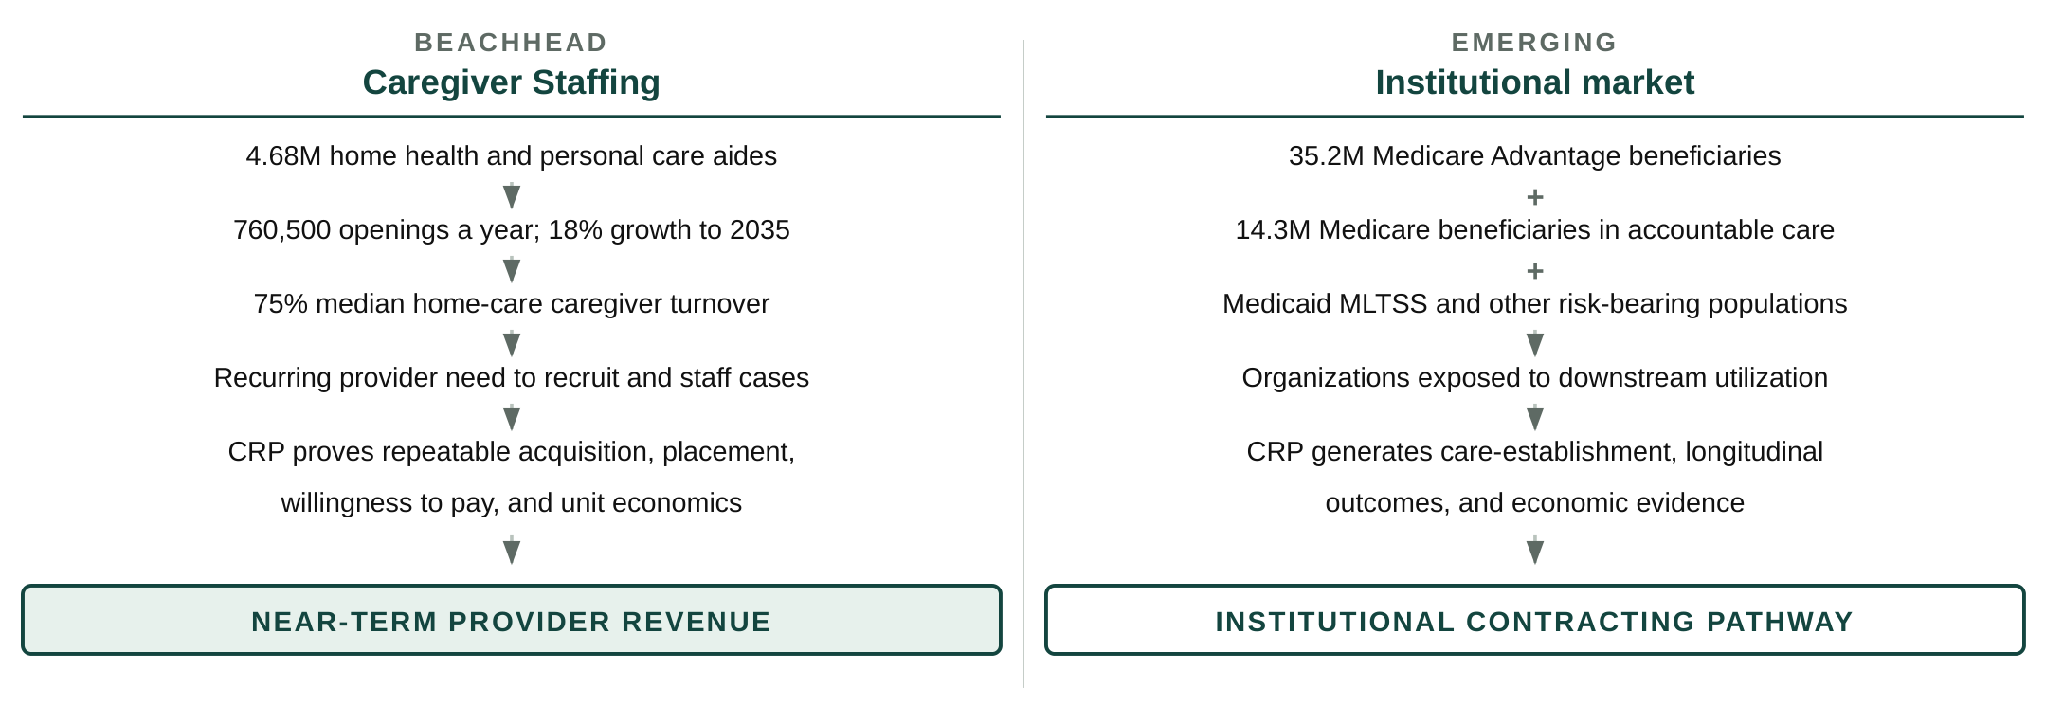 BEACHHEAD
Caregiver Staffing
4.68M home health and personal care aides
760,500 openings a year; 18% growth to 2035
75% median home-care caregiver turnover
Recurring provider need to recruit and staff cases
CRP proves repeatable acquisition, placement,
willingness to pay, and unit economics
NEAR-TERM PROVIDER REVENUE
EMERGING
Institutional market
35.2M Medicare Advantage beneficiaries
+
14.3M Medicare beneficiaries in accountable care
+
Medicaid MLTSS and other risk-bearing populations
Organizations exposed to downstream utilization
CRP generates care-establishment, longitudinal
outcomes, and economic evidence
INSTITUTIONAL CONTRACTING PATHWAY